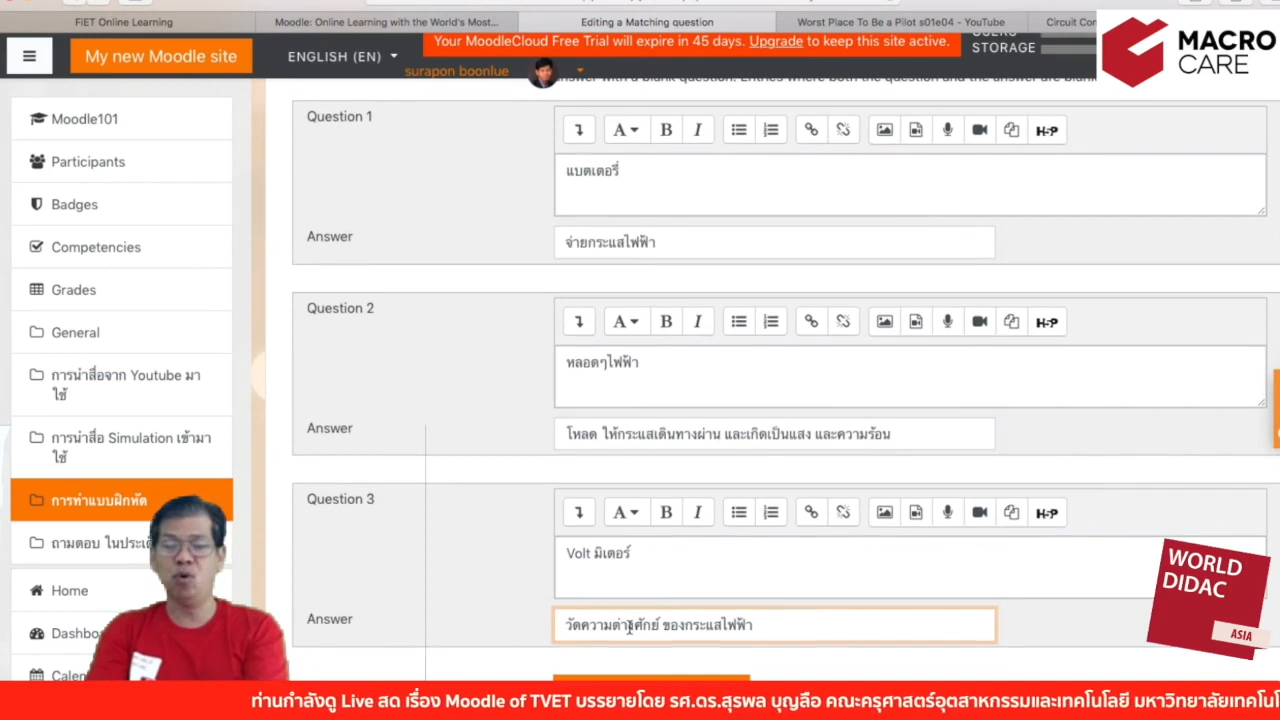 FiET Online Learning
Moodle: Online Learning with the World's Most...
Editing a Matching question
Worst Place To Be a Pilot s01e04 - YouTube
Circuit Con
My new Moodle site
ENGLISH (EN)
Your MoodleCloud Free Trial will expire in 45 days. Upgrade to keep this site active.
STORAGE
surapon boonlue
MACRO
CARE
Moodle101
Participants
Badges
Competencies
Grades
General
การนำสื่อจาก Youtube มา
ใช้
การนำสื่อ Simulation เข้ามา
ใช้
การทำแบบฝึกหัด
ถามตอบ ในประเด
Home
Dashbo
Calen
Question 1
A B I H-P
แบตเตอรี่
Answer
จ่ายกระแสไฟฟ้า
Question 2
A B I H-P
หลอดๆไฟฟ้า
Answer
โหลด ให้กระแสเดินทางผ่าน และเกิดเป็นแสง และความร้อน
Question 3
A B I H-P
Volt มิเตอร์
Answer
วัดความต่างศักย์ ของกระแสไฟฟ้า
WORLD
DIDAC
ASIA
ท่านกำลังดู Live สด เรื่อง Moodle of TVET บรรยายโดย รศ.ดร.สุรพล บุญลือ คณะครุศาสตร์อุตสาหกรรมและเทคโนโลยี มหาวิทยาลัยเทคโนโ